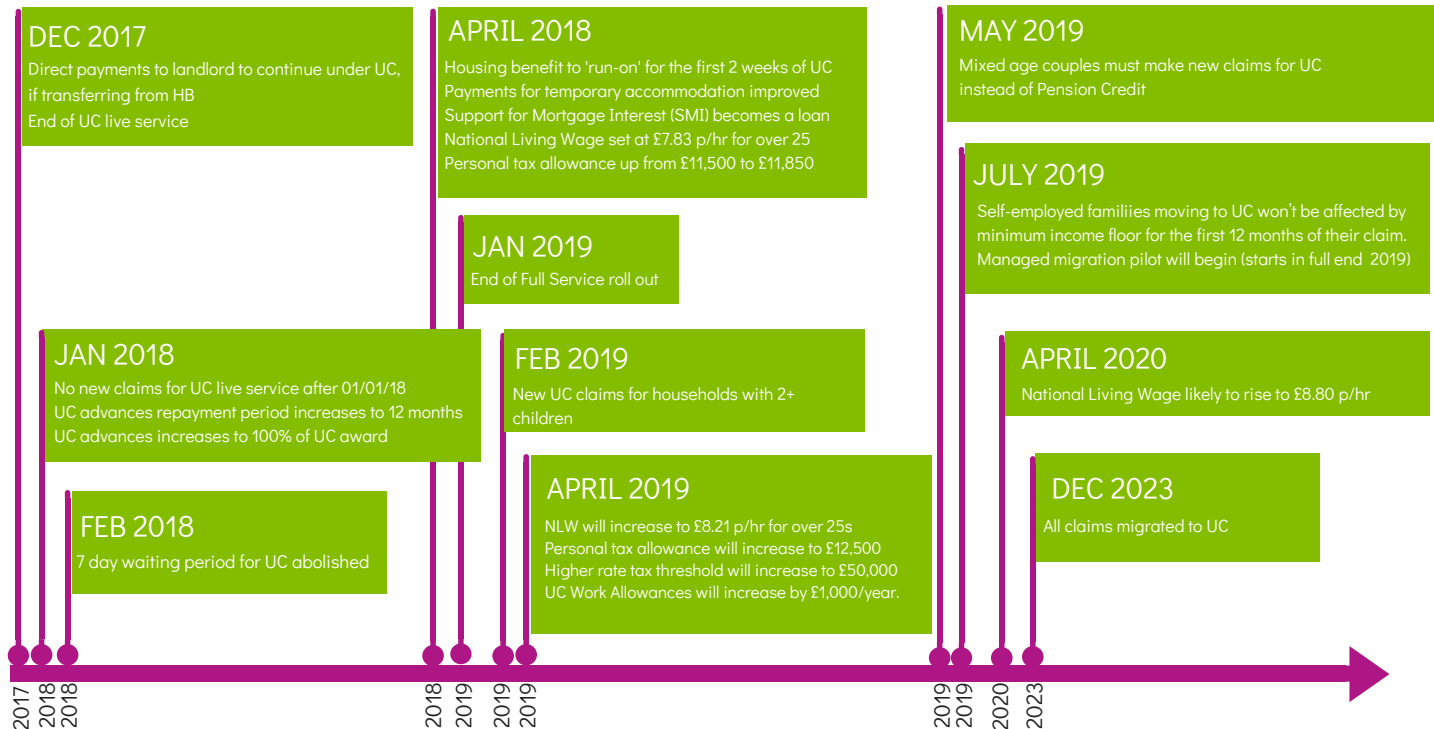 DEC 2017
Direct payments to landlord to continue under UC,
if transferring from HB
End of UC live service
JAN 2018
No new claims for UC live service after 01/01/18
UC advances repayment period increases to 12 months
UC advances increases to 100% of UC award
FEB 2018
7 day waiting period for UC abolished
APRIL 2018
Housing benefit to 'run-on' for the first 2 weeks of UC
Payments for temporary accommodation improved
Support for Mortgage Interest (SMI) becomes a loan
National Living Wage set at £7.83 p/hr for over 25
Personal tax allowance up from £11,500 to £11,850
JAN 2019
End of Full Service roll out
FEB 2019
New UC claims for households with 2+
children
APRIL 2019
NLW will increase to £8.21 p/hr for over 25s
Personal tax allowance will increase to £12,500
Higher rate tax threshold will increase to £50,000
UC Work Allowances will increase by £1,000/year.
MAY 2019
Mixed age couples must make new claims for UC
instead of Pension Credit
JULY 2019
Self-employed familiies moving to UC won't be affected by
minimum income floor for the first 12 months of their claim.
Managed migration pilot will begin (starts in full end 2019)
APRIL 2020
National Living Wage likely to rise to £8.80 p/hr
DEC 2023
All claims migrated to UC
2017
2018
2018
2018
2019
2019
2019
2019
2019
2020
2023